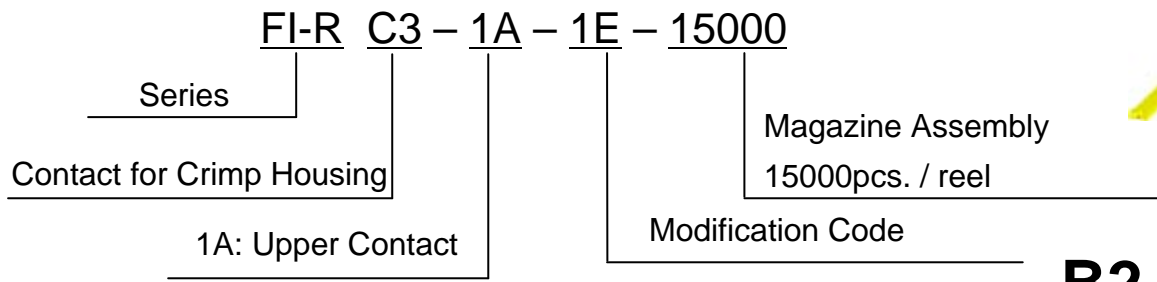 FI-R C3 – 1A – 1E – 15000
Series
Magazine Assembly
Contact for Crimp Housing
15000pcs. / reel
1A: Upper Contact
Modification Code